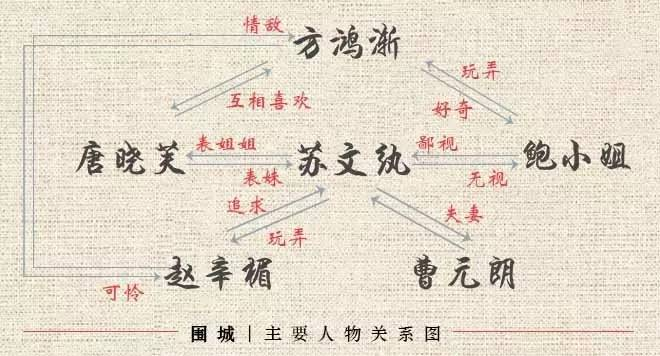 情敌
方鸿渐
玩弄
互相喜欢
好奇
唐晓芙
表姐姐
苏文纨
鄙视
鲍小姐
表妹
无视
追求
玩弄
夫妻
赵辛楣
曹元朗
可怜
围城 | 主要人物关系图